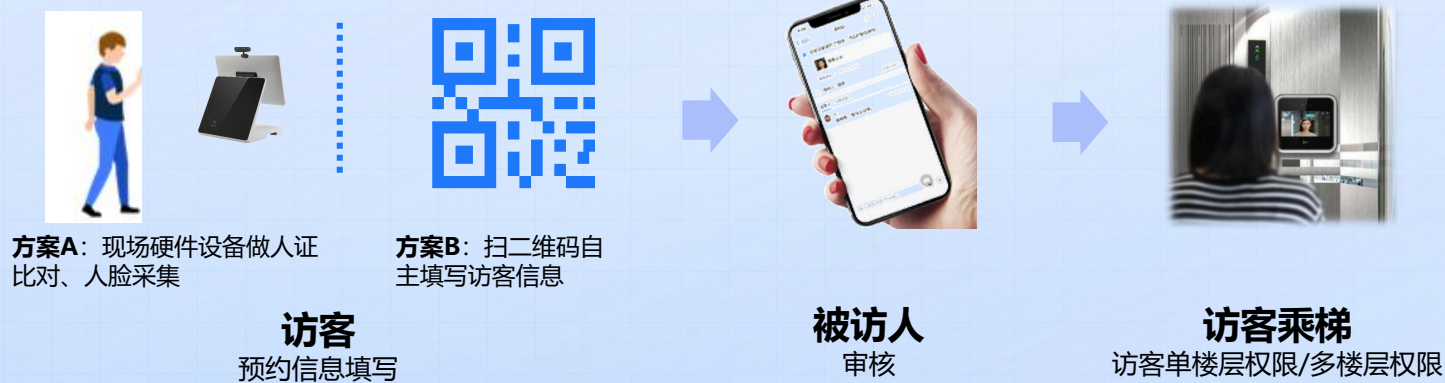 方案A：现场硬件设备做人证
比对、人脸采集
方案B：扫二维码自
主填写访客信息
访客
预约信息填写
被访人
审核
访客乘梯
访客单楼层权限/多楼层权限